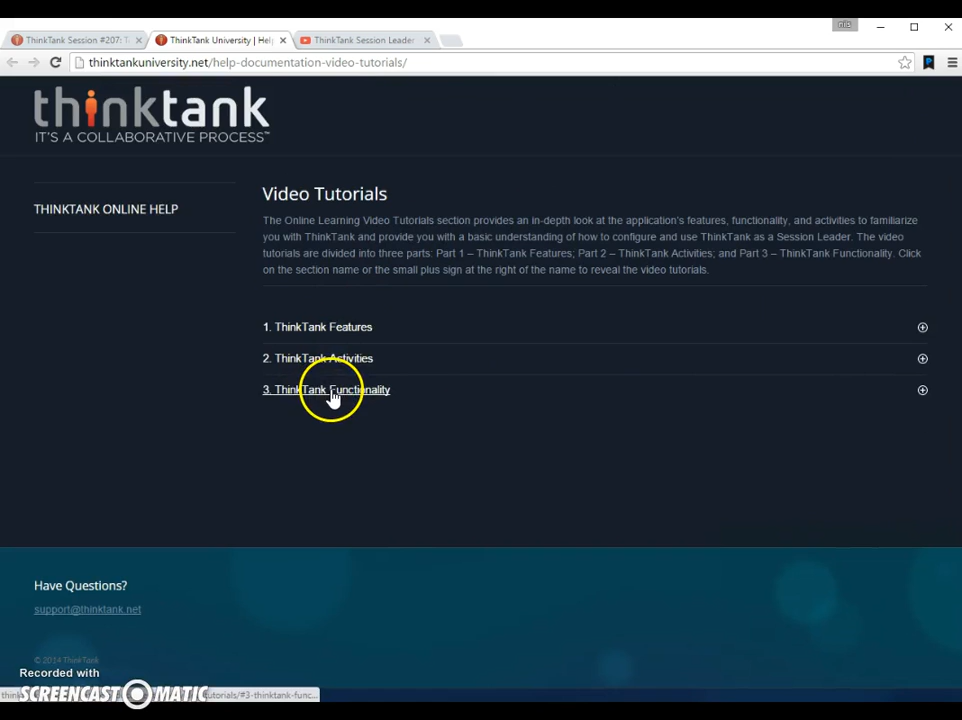 nils
ThinkTank Session #207: T
ThinkTank University | Help
ThinkTank Session Leader
thinktankuniversity.net/help-documentation-video-tutorials/
thinktank
IT'S A COLLABORATIVE PROCESS™
THINKTANK ONLINE HELP
Video Tutorials
The Online Learning Video Tutorials section provides an in-depth look at the application's features, functionality, and activities to familiarize
you with ThinkTank and provide you with a basic understanding of how to configure and use ThinkTank as a Session Leader. The video
tutorials are divided into three parts: Part 1 – ThinkTank Features; Part 2 – ThinkTank Activities; and Part 3 – ThinkTank Functionality. Click
on the section name or the small plus sign at the right of the name to reveal the video tutorials.
1. ThinkTank Features
2. ThinkTank Activities
3. ThinkTank Functionality
Have Questions?
support@thinktank.net
© 2014 ThinkTank
Recorded with
SCREENCAST-O-MATIC
tutorials/#3-thinktank-func...